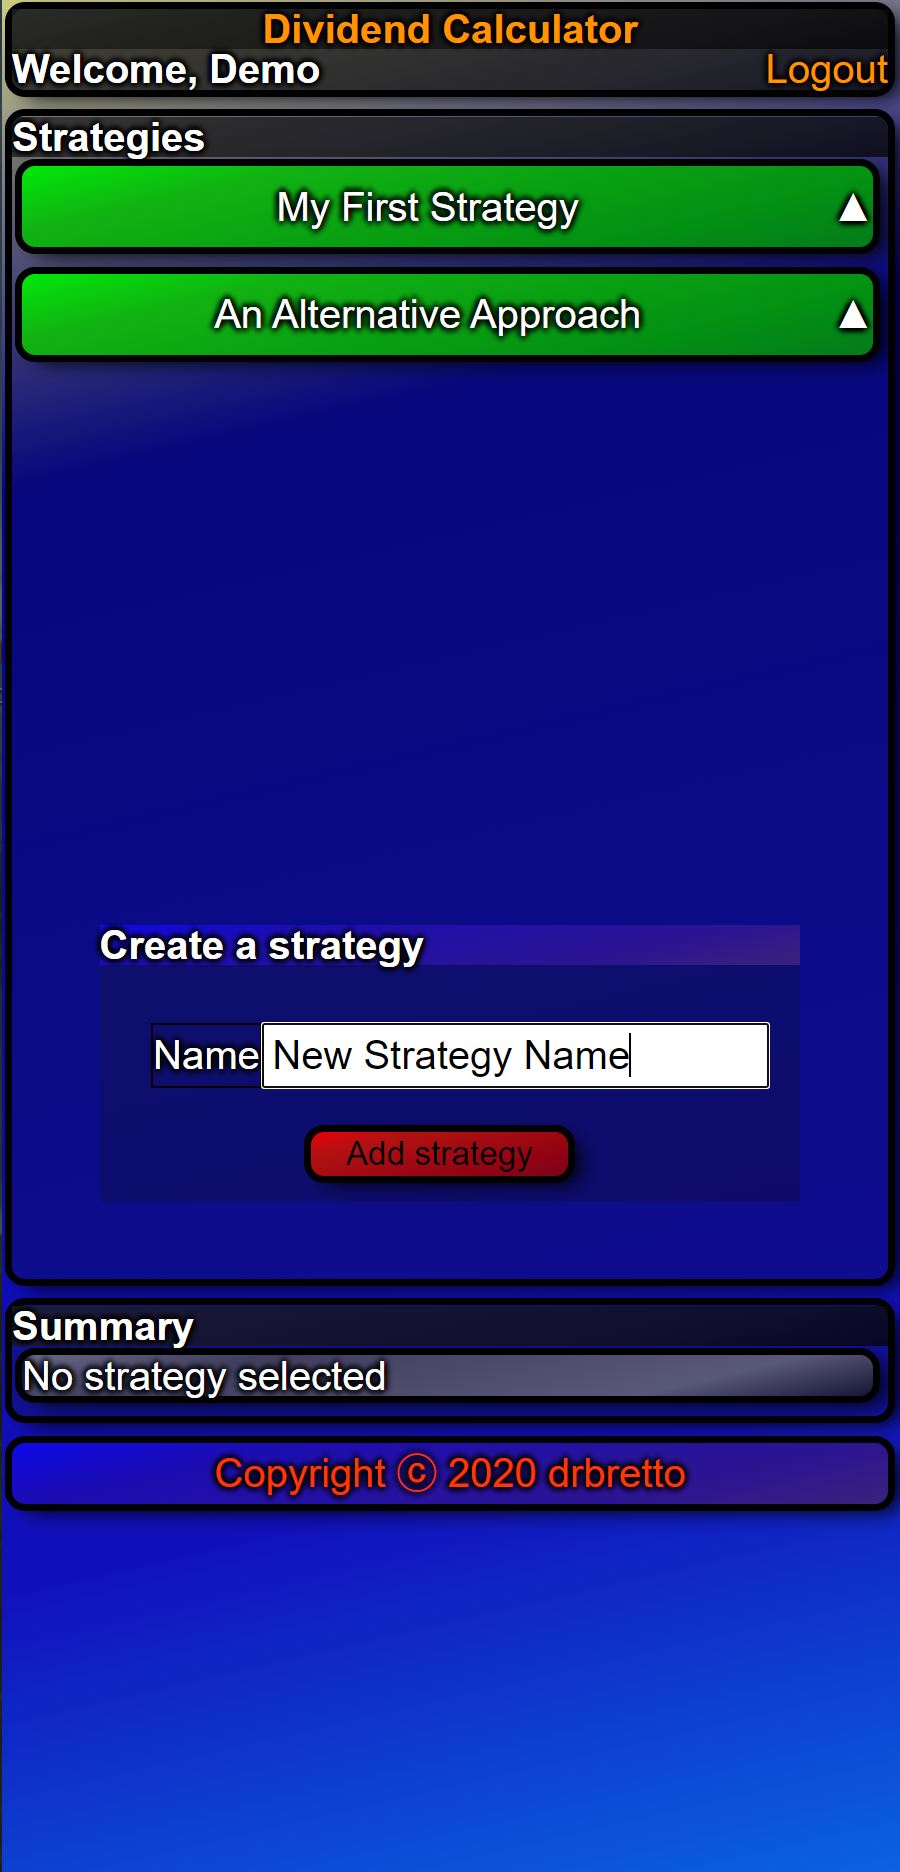 Dividend Calculator
Welcome, Demo Logout
Strategies
My First Strategy ▲
An Alternative Approach ▲
Create a strategy
Name New Strategy Name
Add strategy
Summary
No strategy selected
Copyright ⓒ 2020 drbretto